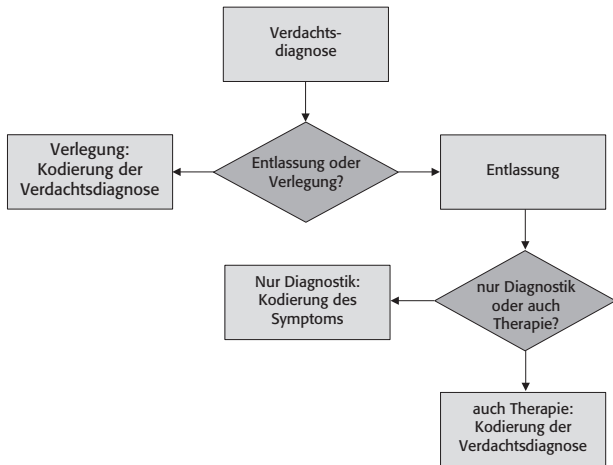 Verdachts-
diagnose
Verlegung:
Kodierung der
Verdachtsdiagnose
Entlassung oder
Verlegung?
Entlassung
Nur Diagnostik:
Kodierung des
Symptoms
nur Diagnostik
oder auch
Therapie?
auch Therapie:
Kodierung der
Verdachtsdiagnose